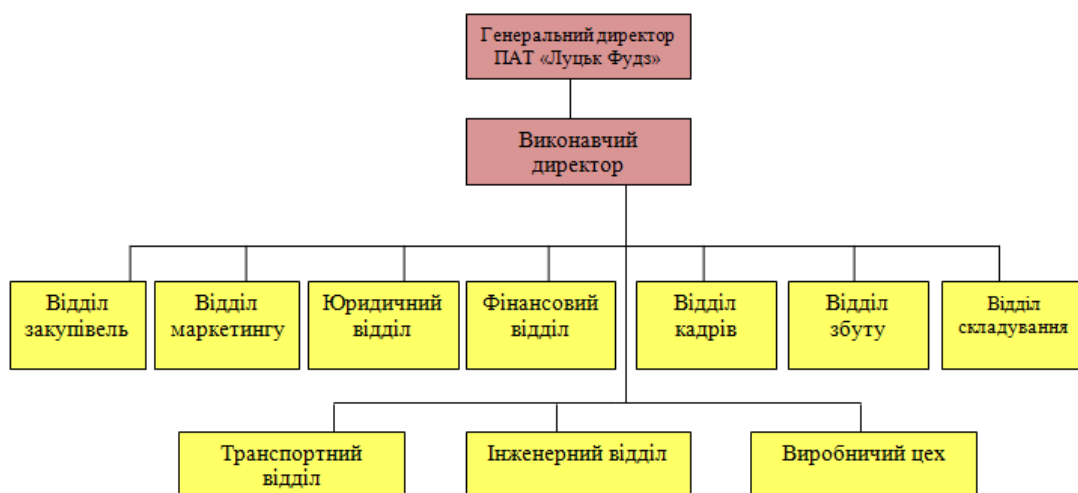 Генеральний директор
ПАТ «Луцьк Фудз»
Виконавчий
директор
Відділ
закупівель
Відділ
маркетингу
Юридичний
відділ
Фінансовий
відділ
Відділ
кадрів
Відділ
збуту
Відділ
складування
Транспортний
відділ
Інженерний відділ
Виробничий цех